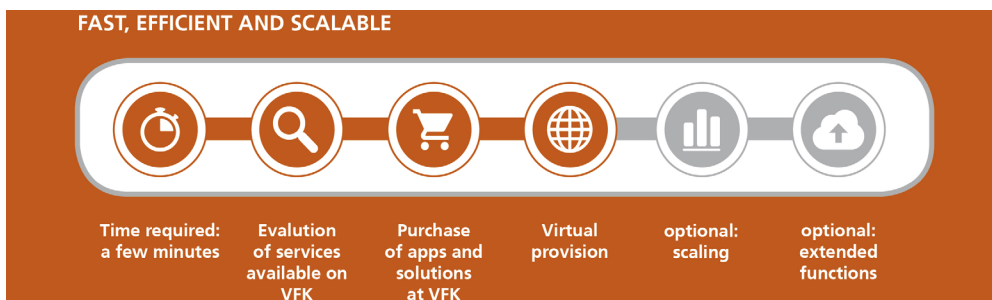 FAST, EFFICIENT AND SCALABLE
Time required:
a few minutes
Evalution
of services
available on
VFK
Purchase
of apps and
solutions
at VFK
Virtual
provision
optional:
scaling
optional:
extended
functions